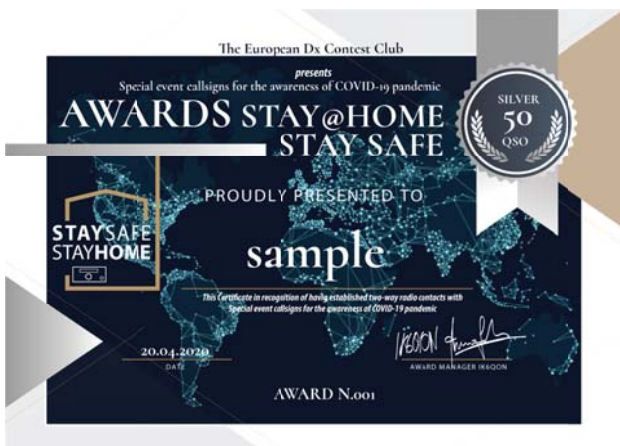 The European Dx Contest Club
presents
Special event callsigns for the awareness of COVID-19 pandemic
AWARDS STAY@HOME
STAY SAFE
SILVER
50
QSO
PROUDLY PRESENTED TO
STAYSAFE
STAYHOME
sample
This Certificate in recognition of havig established two-way radio contacts with
Special event callsigns for the awareness of COVID-19 pandemic
20.04.2020
DATE
IK6QON
AWARD MANAGER IK6QON
AWARD N.001